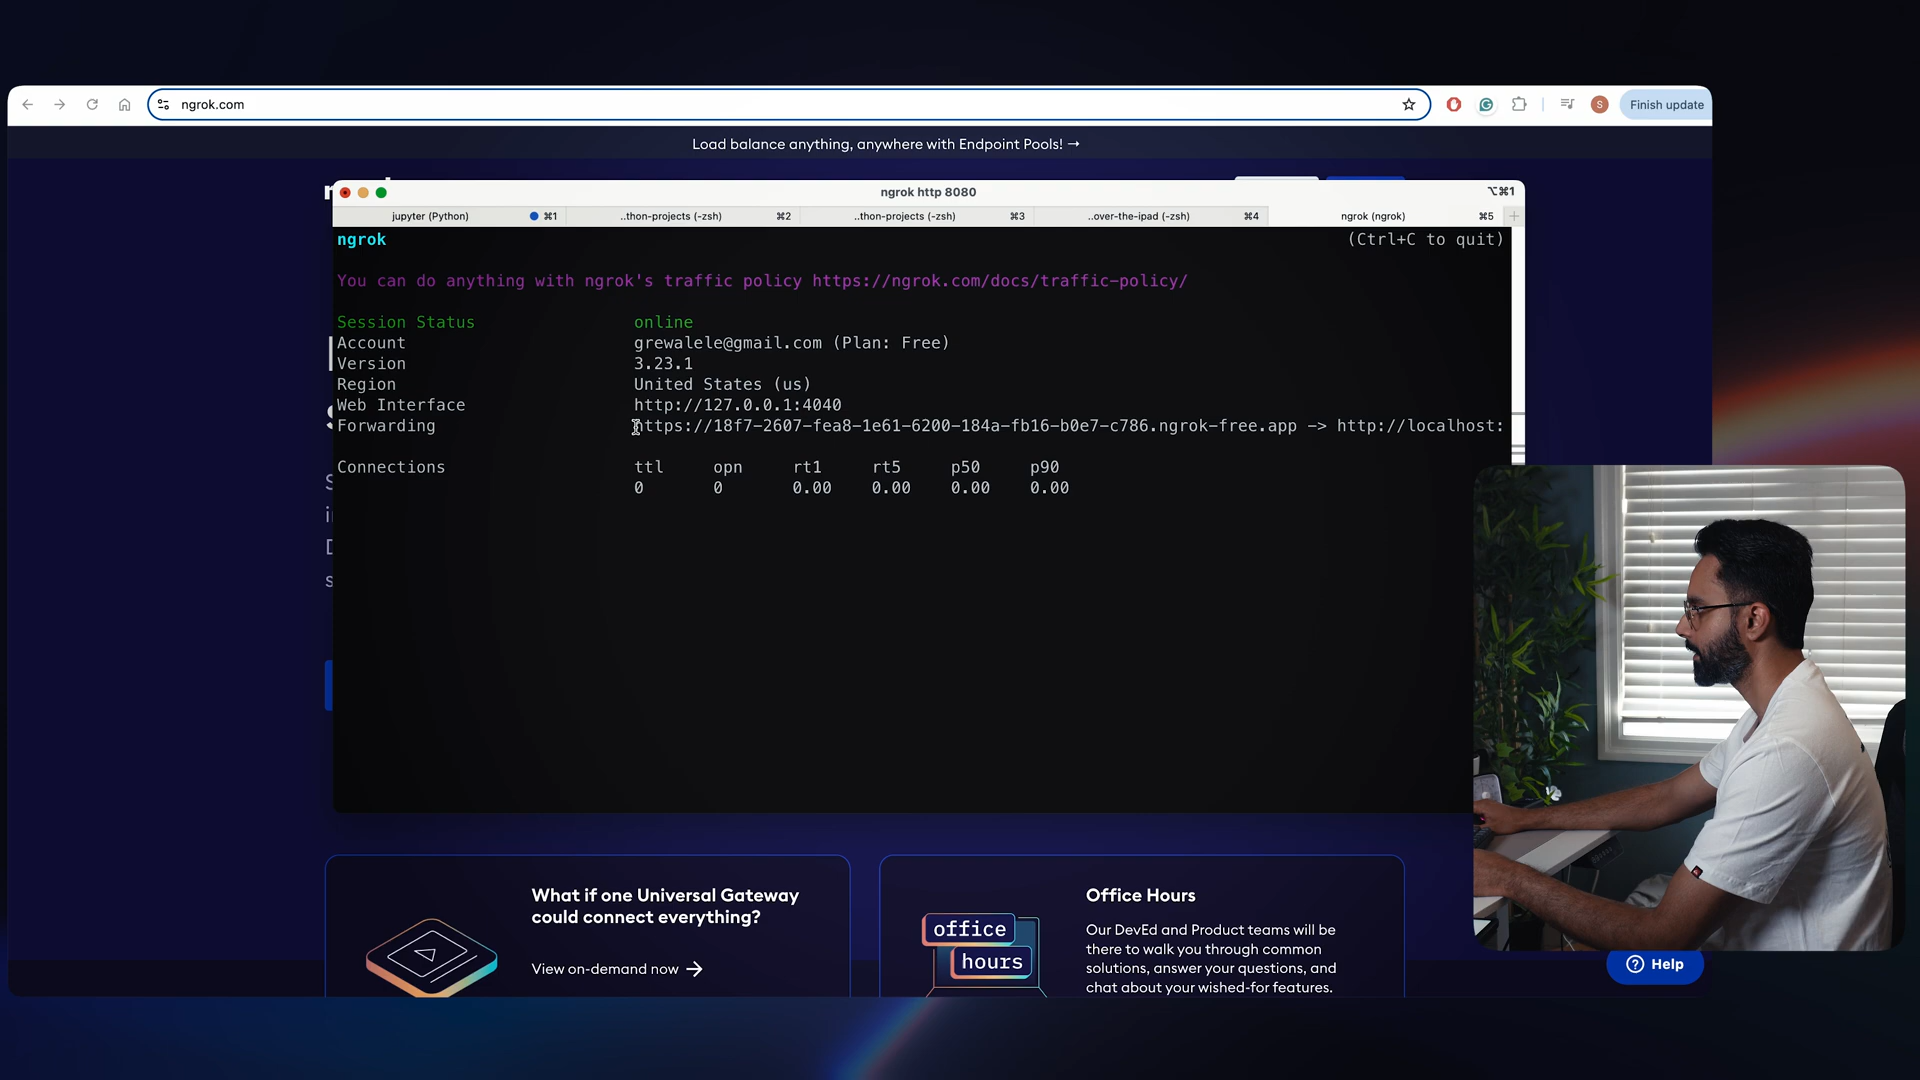 ngrok.com
S
Finish update
Load balance anything, anywhere with Endpoint Pools! →
ngrok http 8080
⌥⌘1
jupyter (Python) ⌘1
..thon-projects (-zsh) ⌘2
..thon-projects (-zsh) ⌘3
..over-the-ipad (-zsh) ⌘4
ngrok (ngrok) ⌘5
ngrok (Ctrl+C to quit)
You can do anything with ngrok's traffic policy https://ngrok.com/docs/traffic-policy/
Session Status online
Account grewalele@gmail.com (Plan: Free)
Version 3.23.1
Region United States (us)
Web Interface http://127.0.0.1:4040
Forwarding https://18f7-2607-fea8-1e61-6200-184a-fb16-b0e7-c786.ngrok-free.app -> http://localhost:
Connections ttl opn rt1 rt5 p50 p90
0 0 0.00 0.00 0.00 0.00
What if one Universal Gateway
could connect everything?
View on-demand now →
office
hours
Office Hours
Our DevEd and Product teams will be
there to walk you through common
solutions, answer your questions, and
chat about your wished-for features.
Help